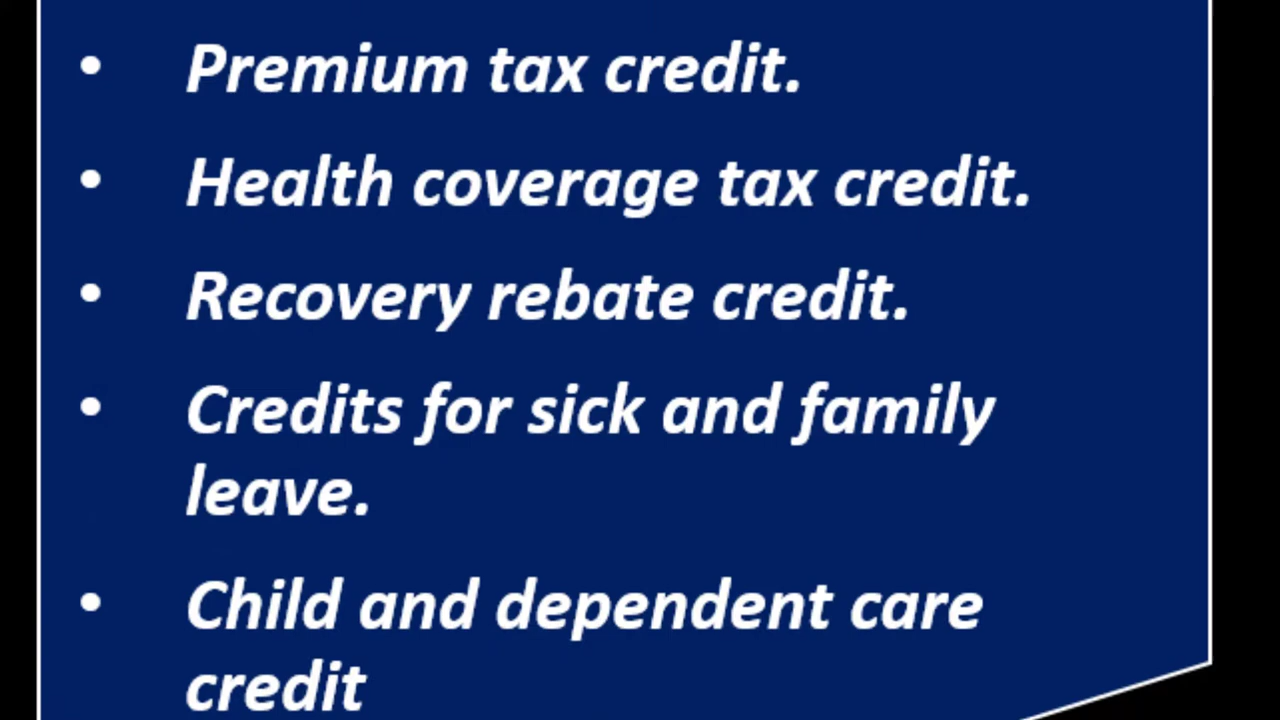 • Premium tax credit.
• Health coverage tax credit.
• Recovery rebate credit.
• Credits for sick and family
leave.
• Child and dependent care
credit